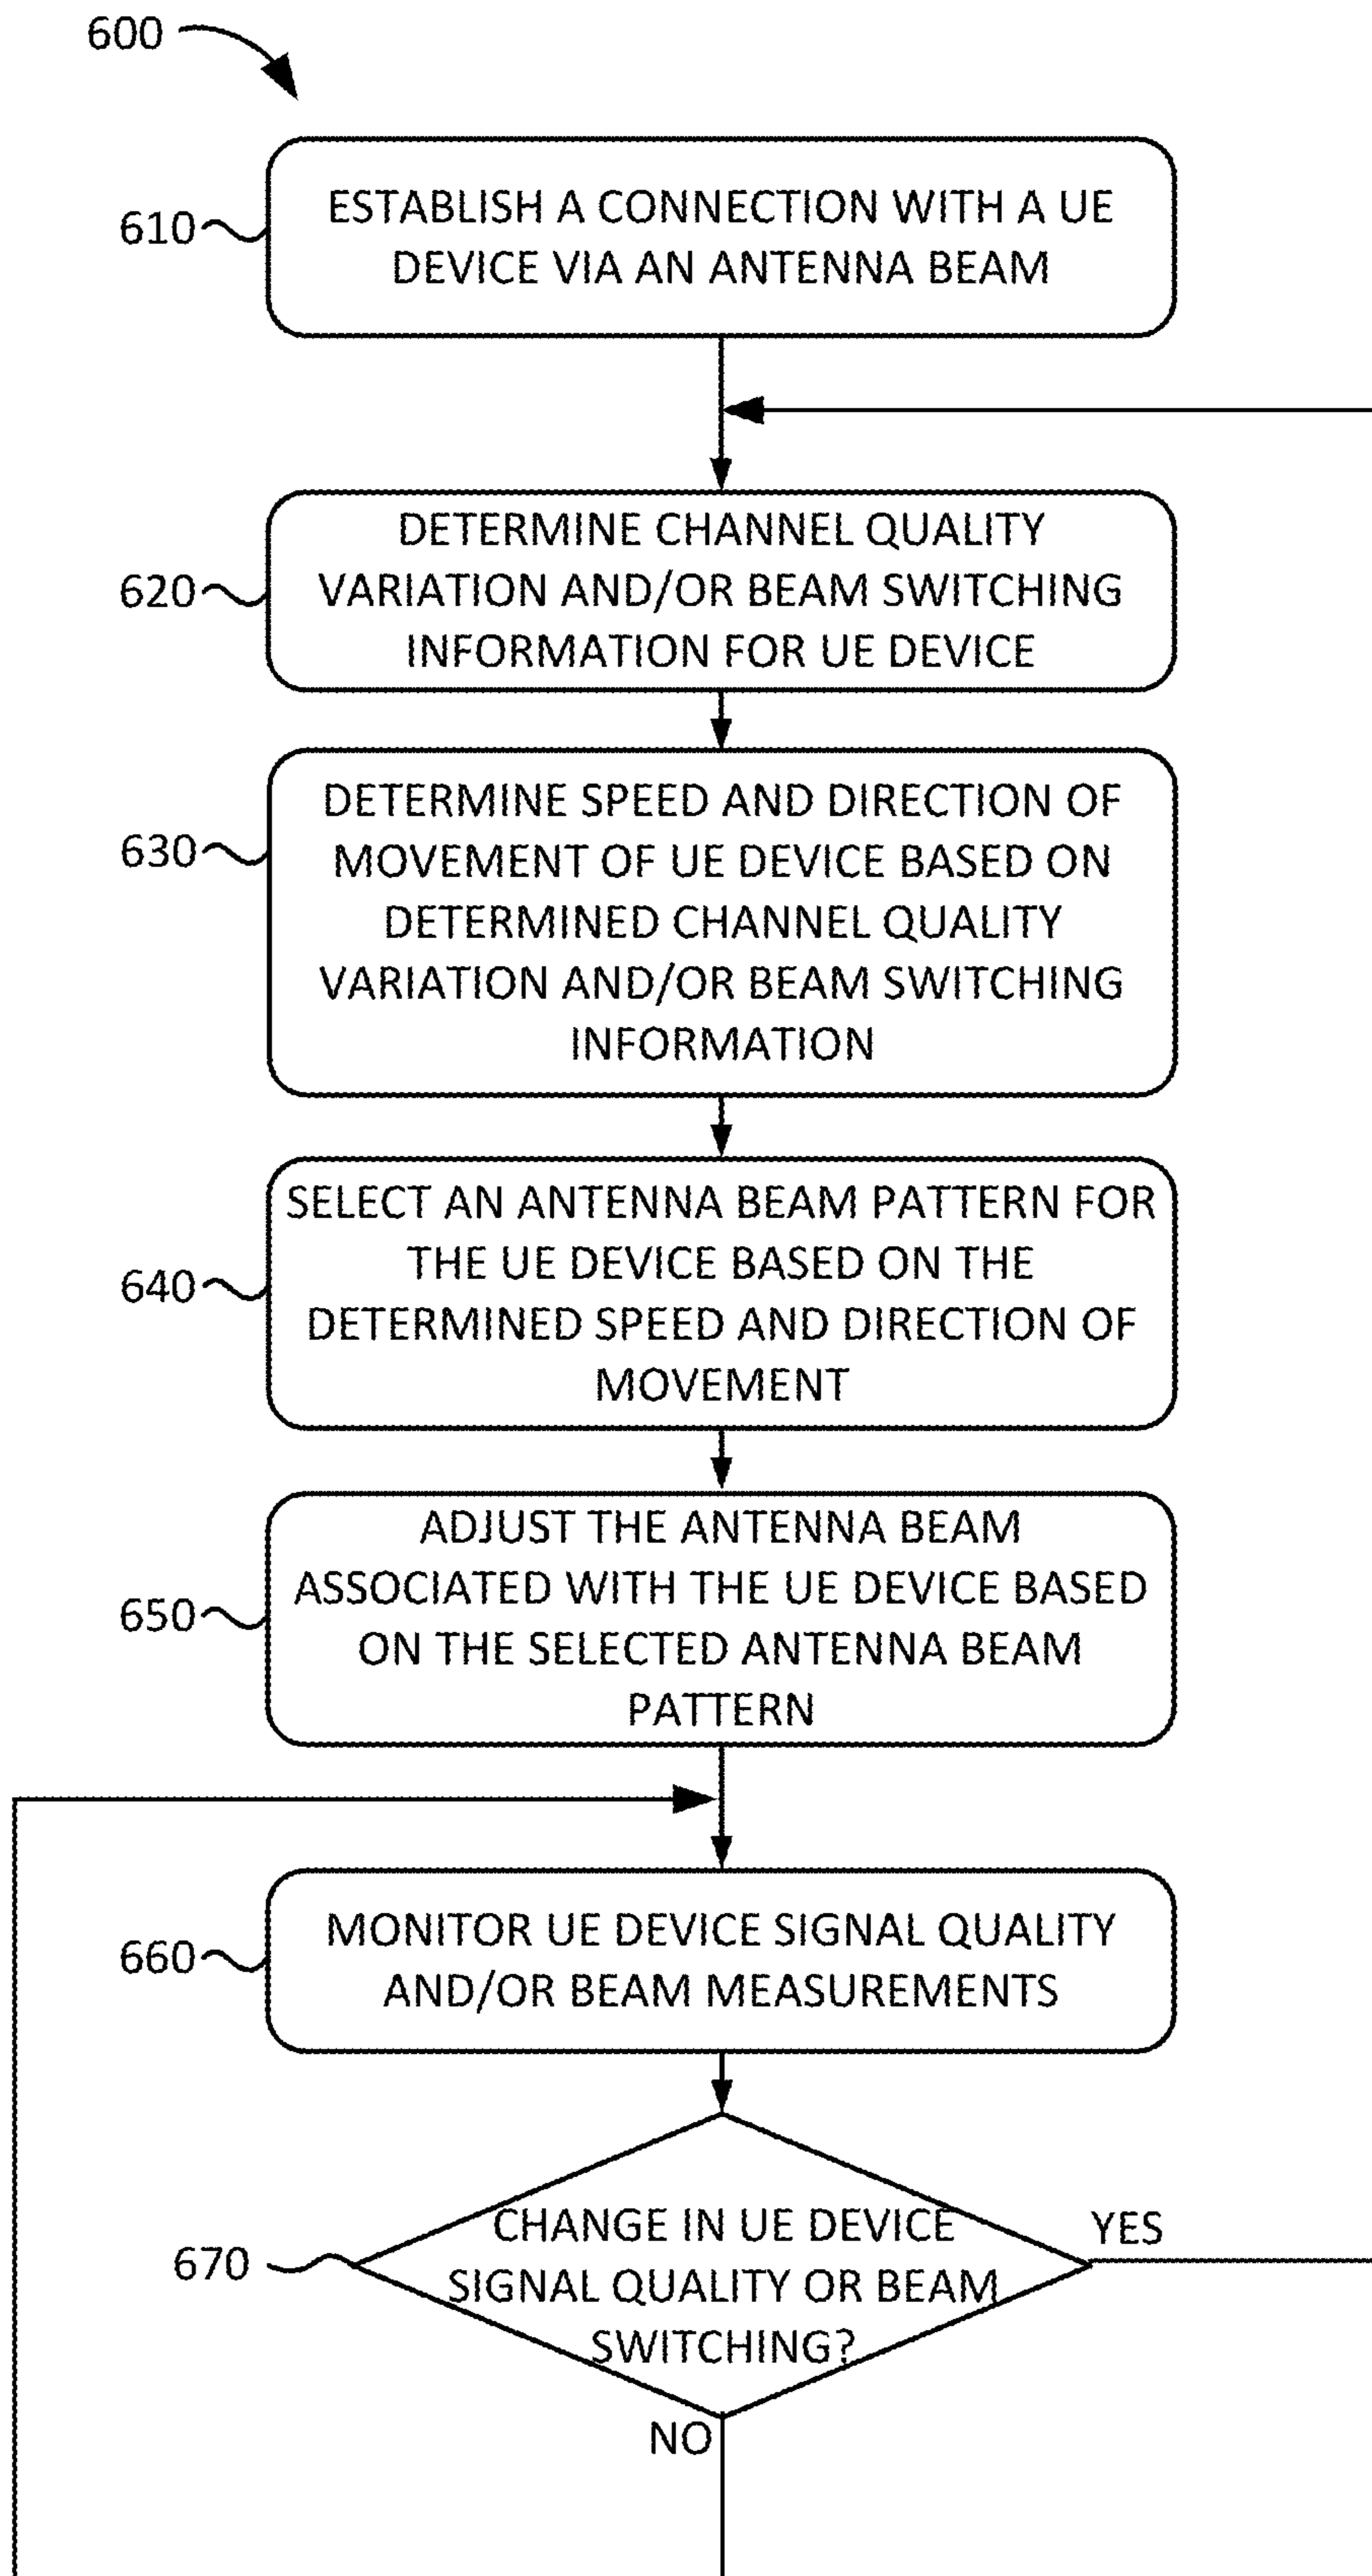 600
610
ESTABLISH A CONNECTION WITH A UE
DEVICE VIA AN ANTENNA BEAM
620
DETERMINE CHANNEL QUALITY
VARIATION AND/OR BEAM SWITCHING
INFORMATION FOR UE DEVICE
630
DETERMINE SPEED AND DIRECTION OF
MOVEMENT OF UE DEVICE BASED ON
DETERMINED CHANNEL QUALITY
VARIATION AND/OR BEAM SWITCHING
INFORMATION
640
SELECT AN ANTENNA BEAM PATTERN FOR
THE UE DEVICE BASED ON THE
DETERMINED SPEED AND DIRECTION OF
MOVEMENT
650
ADJUST THE ANTENNA BEAM
ASSOCIATED WITH THE UE DEVICE BASED
ON THE SELECTED ANTENNA BEAM
PATTERN
660
MONITOR UE DEVICE SIGNAL QUALITY
AND/OR BEAM MEASUREMENTS
670
CHANGE IN UE DEVICE
SIGNAL QUALITY OR BEAM
SWITCHING?
YES
NO